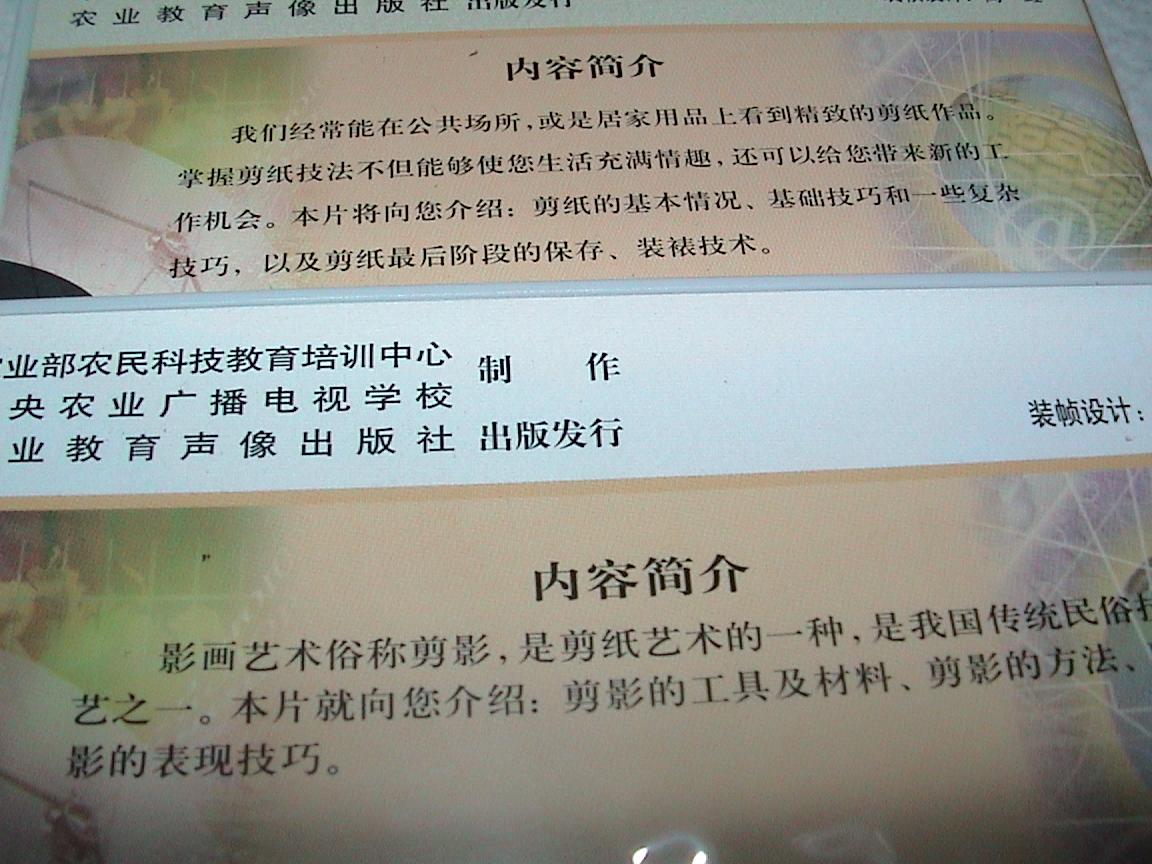 农业教育声像出版社 出版发行
内容简介
我们经常能在公共场所，或是居家用品上看到精致的剪纸作品。
掌握剪纸技法不但能够使您生活充满情趣，还可以给您带来新的工
作机会。本片将向您介绍：剪纸的基本情况、基础技巧和一些复杂
技巧，以及剪纸最后阶段的保存、装裱技术。
业部农民科技教育培训中心 制 作
央农业广播电视学校
业教育声像出版社 出版发行
装帧设计：
内容简介
影画艺术俗称剪影，是剪纸艺术的一种，是我国传统民俗技
艺之一。本片就向您介绍：剪影的工具及材料、剪影的方法、
影的表现技巧。
@